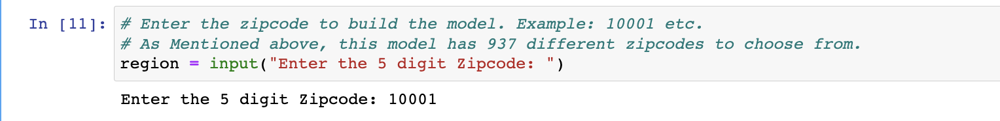 In [11]: # Enter the zipcode to build the model. Example: 10001 etc.
# As Mentioned above, this model has 937 different zipcodes to choose from.
region = input("Enter the 5 digit Zipcode: ")
Enter the 5 digit Zipcode: 10001